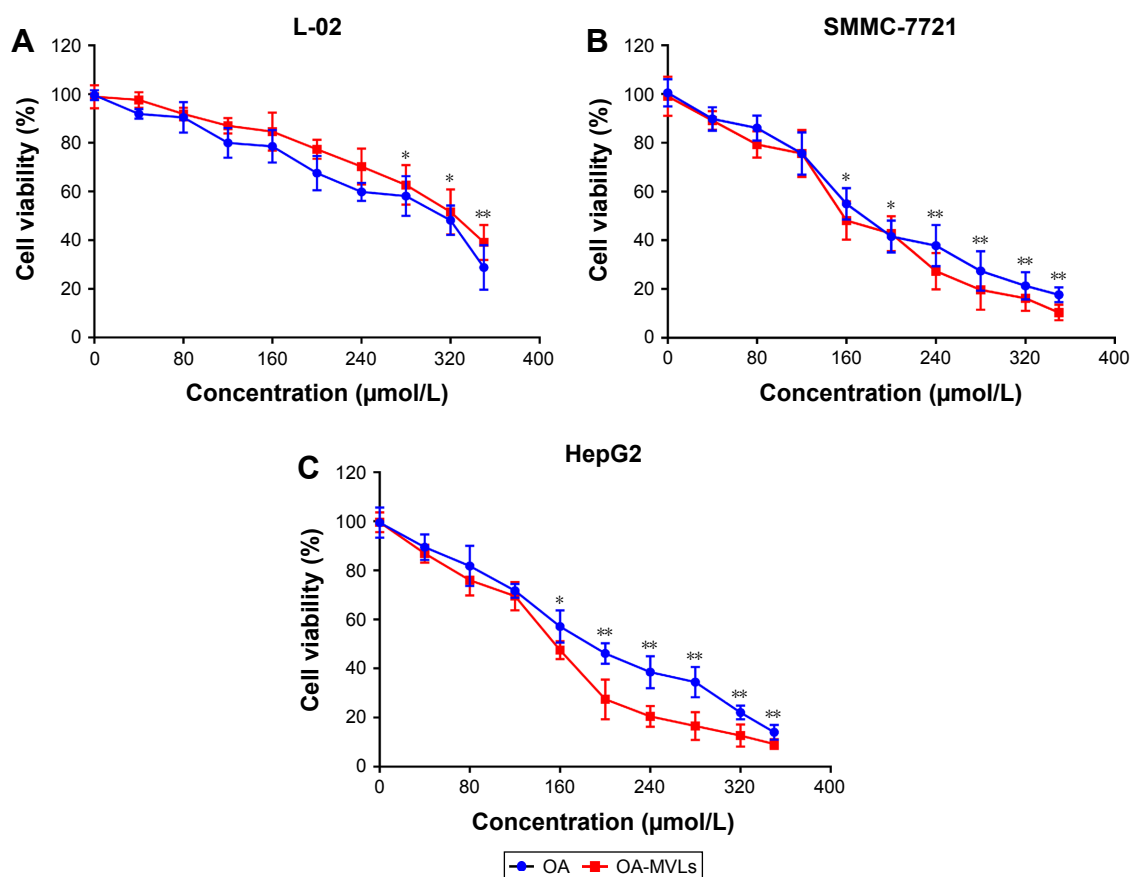 A
L-02
120
100
80
60
40
20
0
Cell viability (%)
*
*
**
0 80 160 240 320 400
Concentration (µmol/L)
B
SMMC-7721
120
100
80
60
40
20
0
Cell viability (%)
*
*
**
**
**
**
0 80 160 240 320 400
Concentration (µmol/L)
C
HepG2
120
100
80
60
40
20
0
Cell viability (%)
*
**
**
**
**
**
0 80 160 240 320 400
Concentration (µmol/L)
OA OA-MVLs